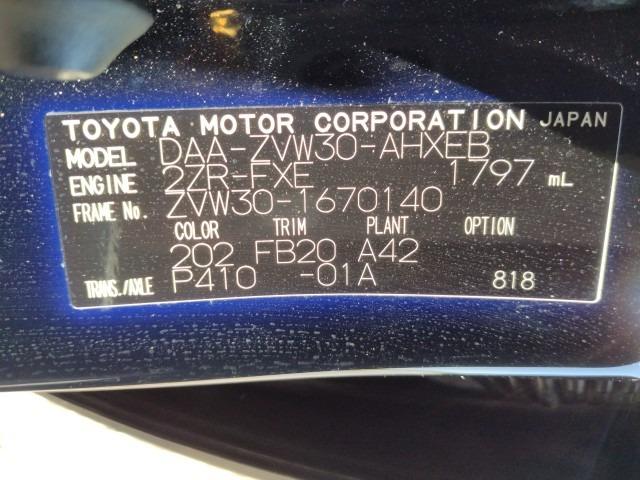 TOYOTA MOTOR CORPORATION JAPAN
MODEL DAA-ZVW30-AHXEB
ENGINE 2ZR-FXE 1797 mL
FRAME No. ZVW30-1670140
COLOR TRIM PLANT OPTION
202 FB20 A42
TRANS./AXLE P410 -01A 818